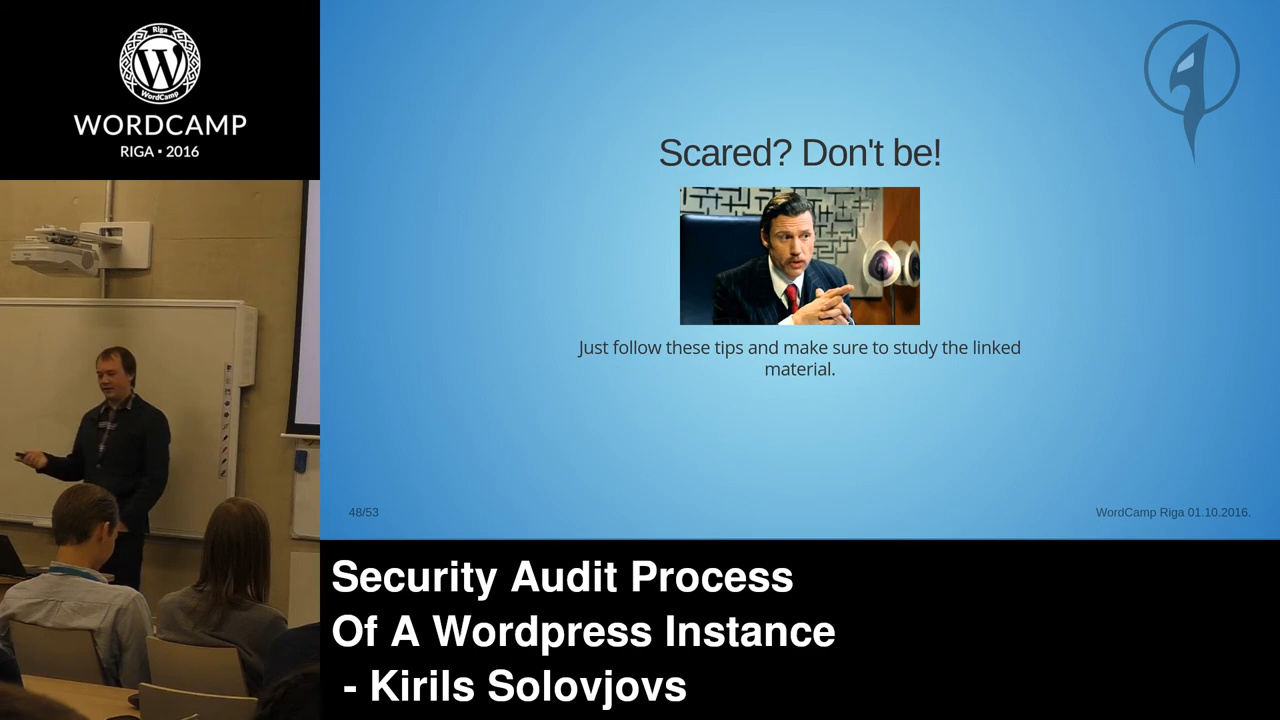 Riga
WordCamp
WORDCAMP
RIGA • 2016
Scared? Don't be!
Just follow these tips and make sure to study the linked
material.
48/53
WordCamp Riga 01.10.2016.
Security Audit Process
Of A Wordpress Instance
- Kirils Solovjovs